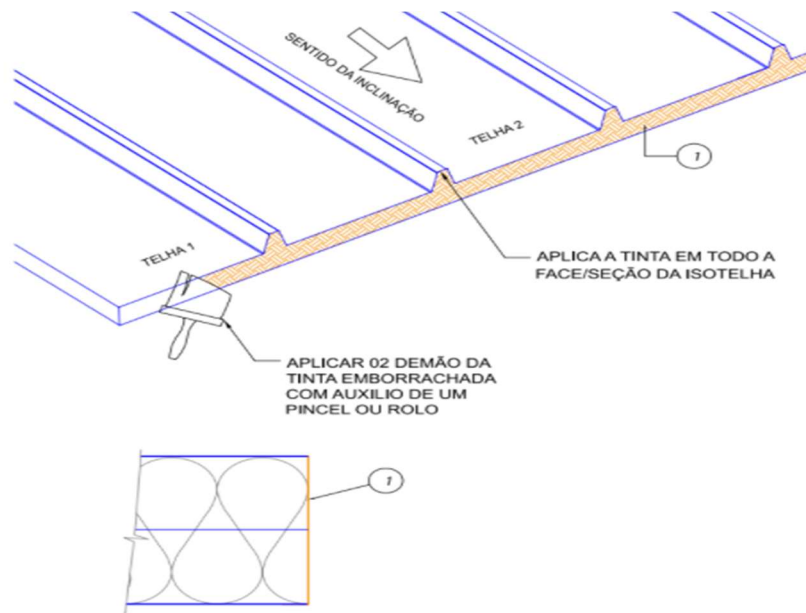 SENTIDO DA INCLINAÇÃO
TELHA 2
1
TELHA 1
APLICA A TINTA EM TODO A
FACE/SEÇÃO DA ISOTELHA
APLICAR 02 DEMÃO DA
TINTA EMBORRACHADA
COM AUXILIO DE UM
PINCEL OU ROLO
1